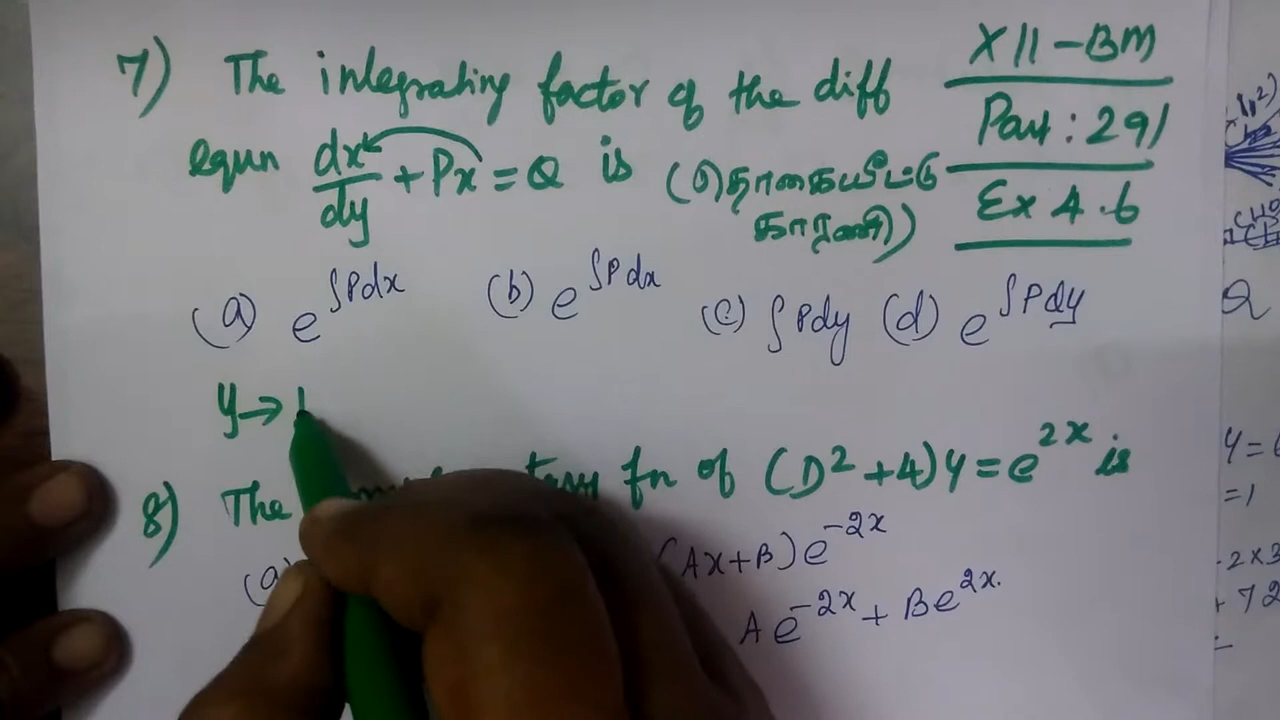 7) The integrating factor of the diff
equn dx/dy + Px = Q is (தொகையீட்டு
காரணி)
XII - BM
Part : 291
Ex 4.6
(a) e^∫Pdx (b) e^∫Pdx (c) ∫Pdy (d) e^∫Pdy
y →
8) The fn of (D² + 4)y = e^2x is
(a) (Ax+B)e^-2x
Ae^-2x + Be^2x.